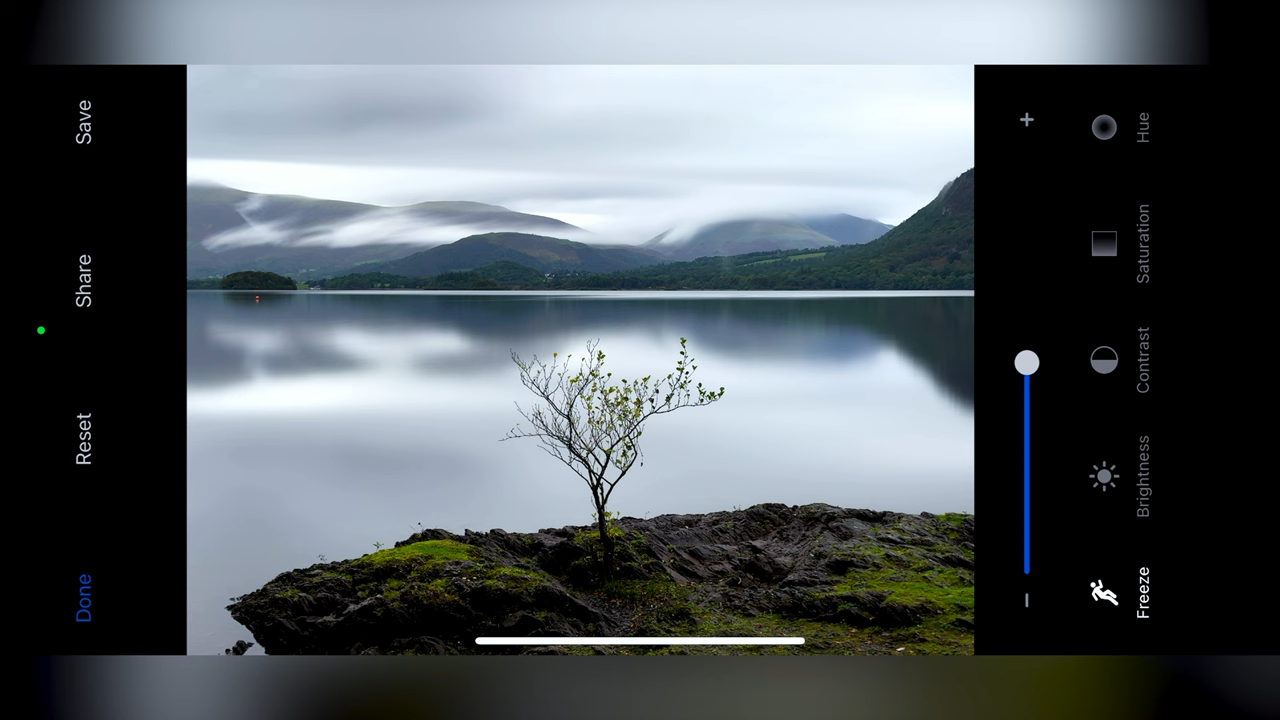 Done
Reset
Share
Save
Freeze
Brightness
Contrast
Saturation
Hue